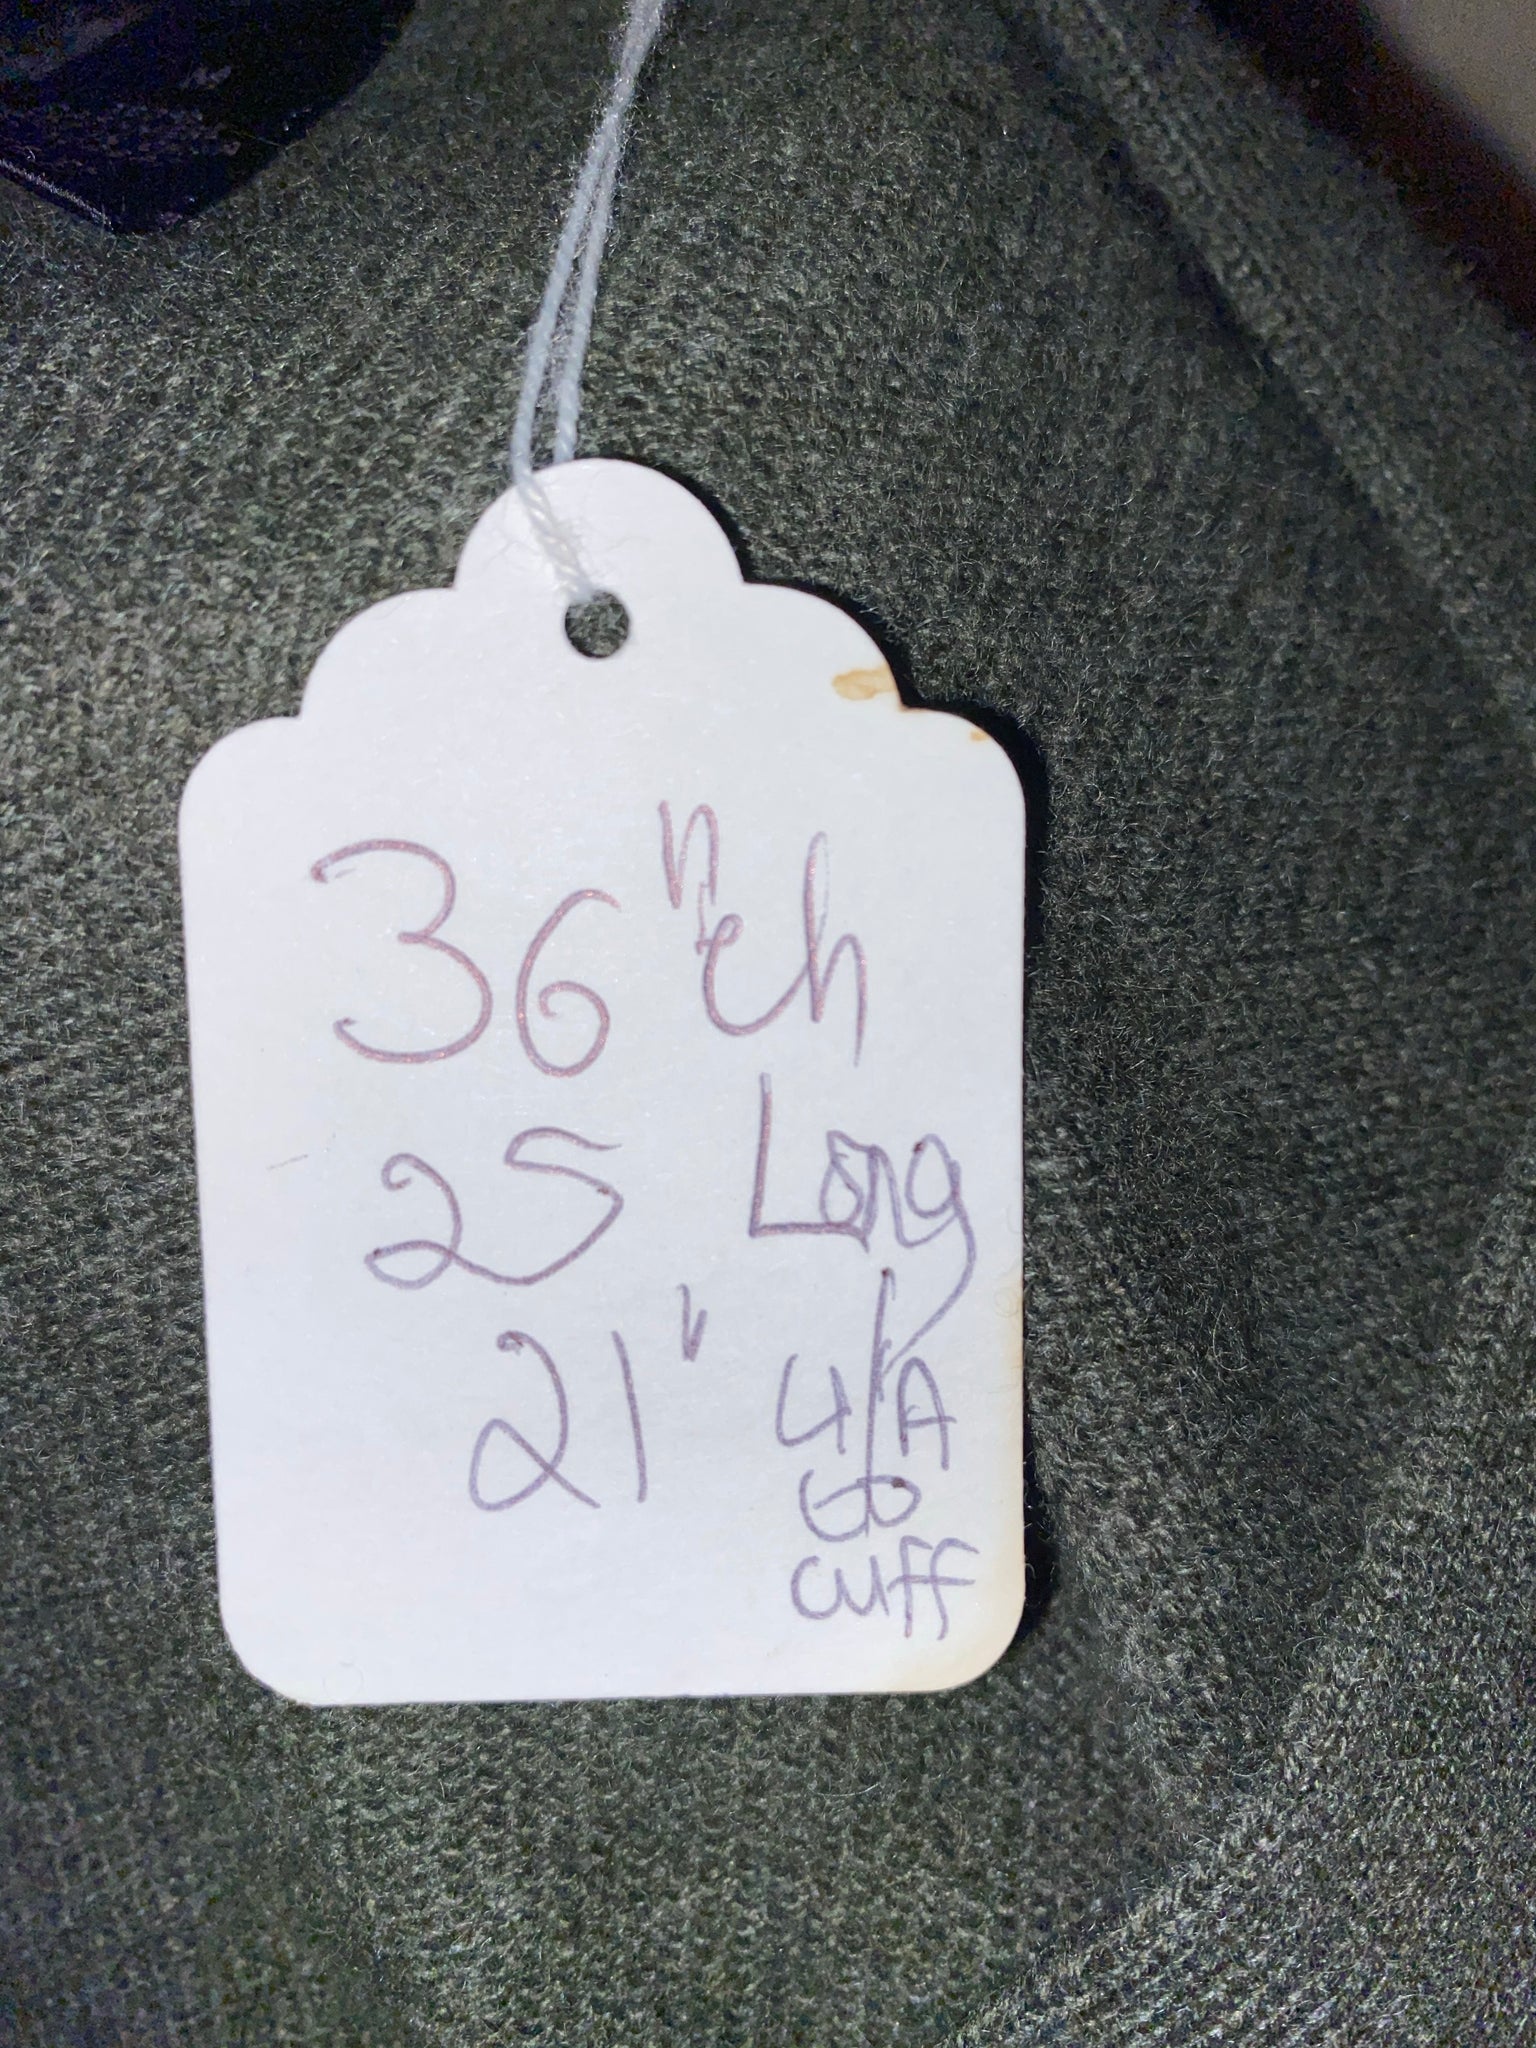 36" ch
25 Long
21" U/A
to
cuff